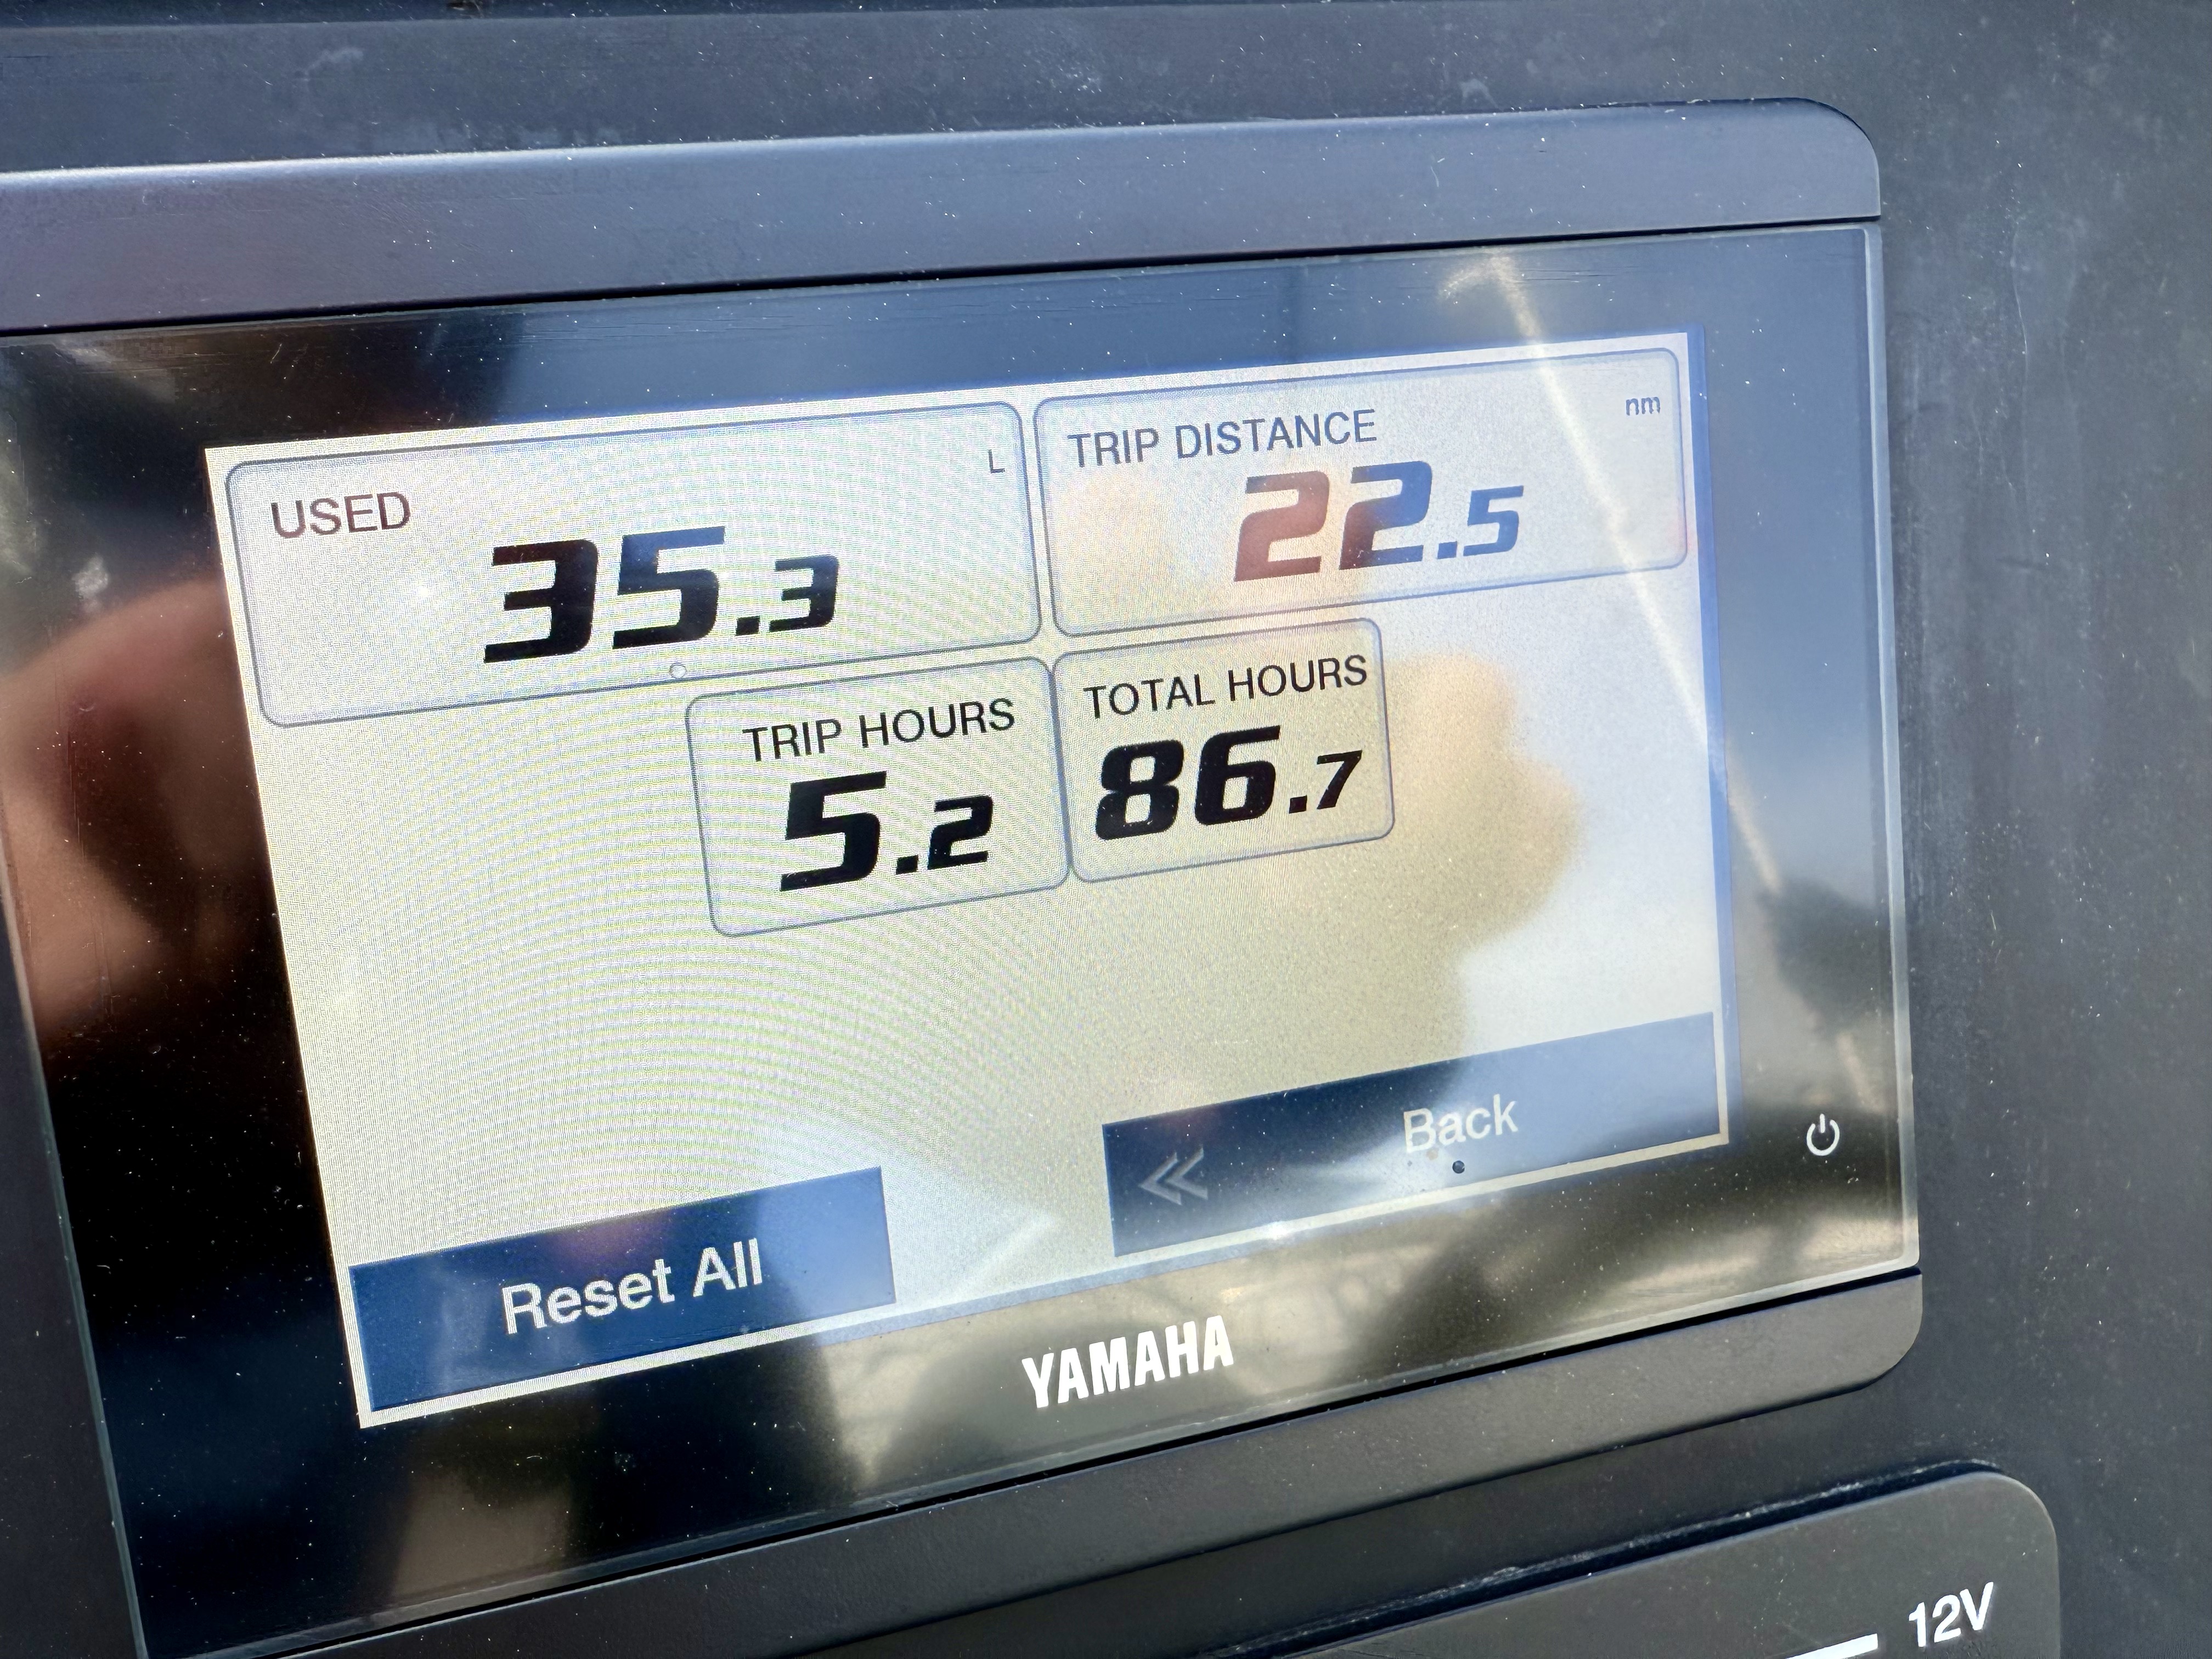 USED
L
35.3
TRIP DISTANCE
nm
22.5
TRIP HOURS
5.2
TOTAL HOURS
86.7
Reset All
Back
YAMAHA
12V